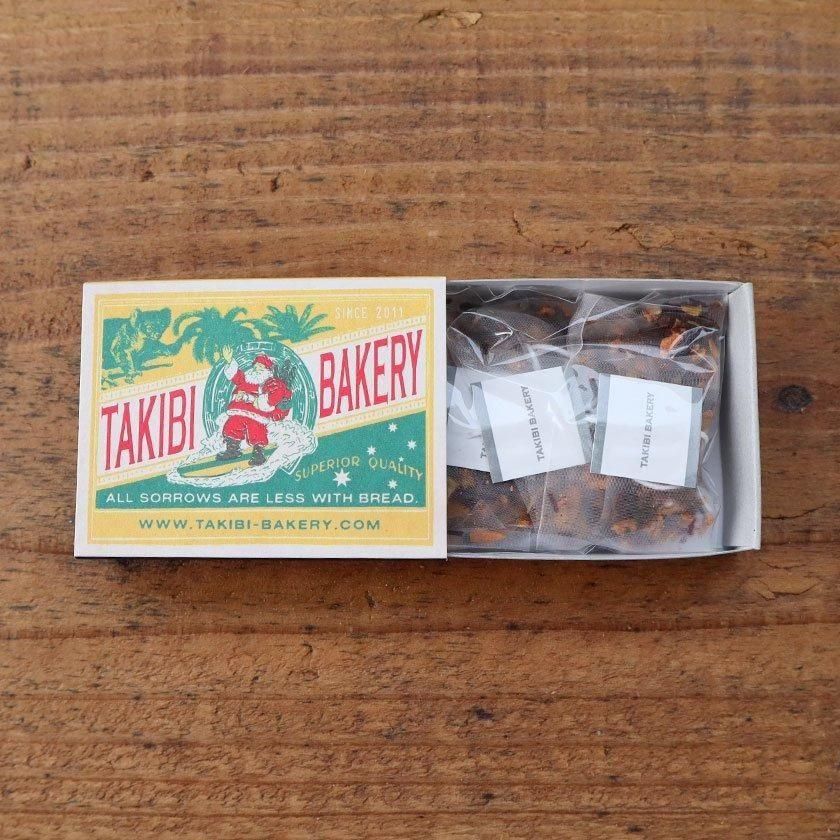 SINCE 2011
TAKIBI BAKERY
SUPERIOR QUALITY
ALL SORROWS ARE LESS WITH BREAD.
WWW.TAKIBI-BAKERY.COM
TAKIBI BAKERY
TAKIBI BAKERY